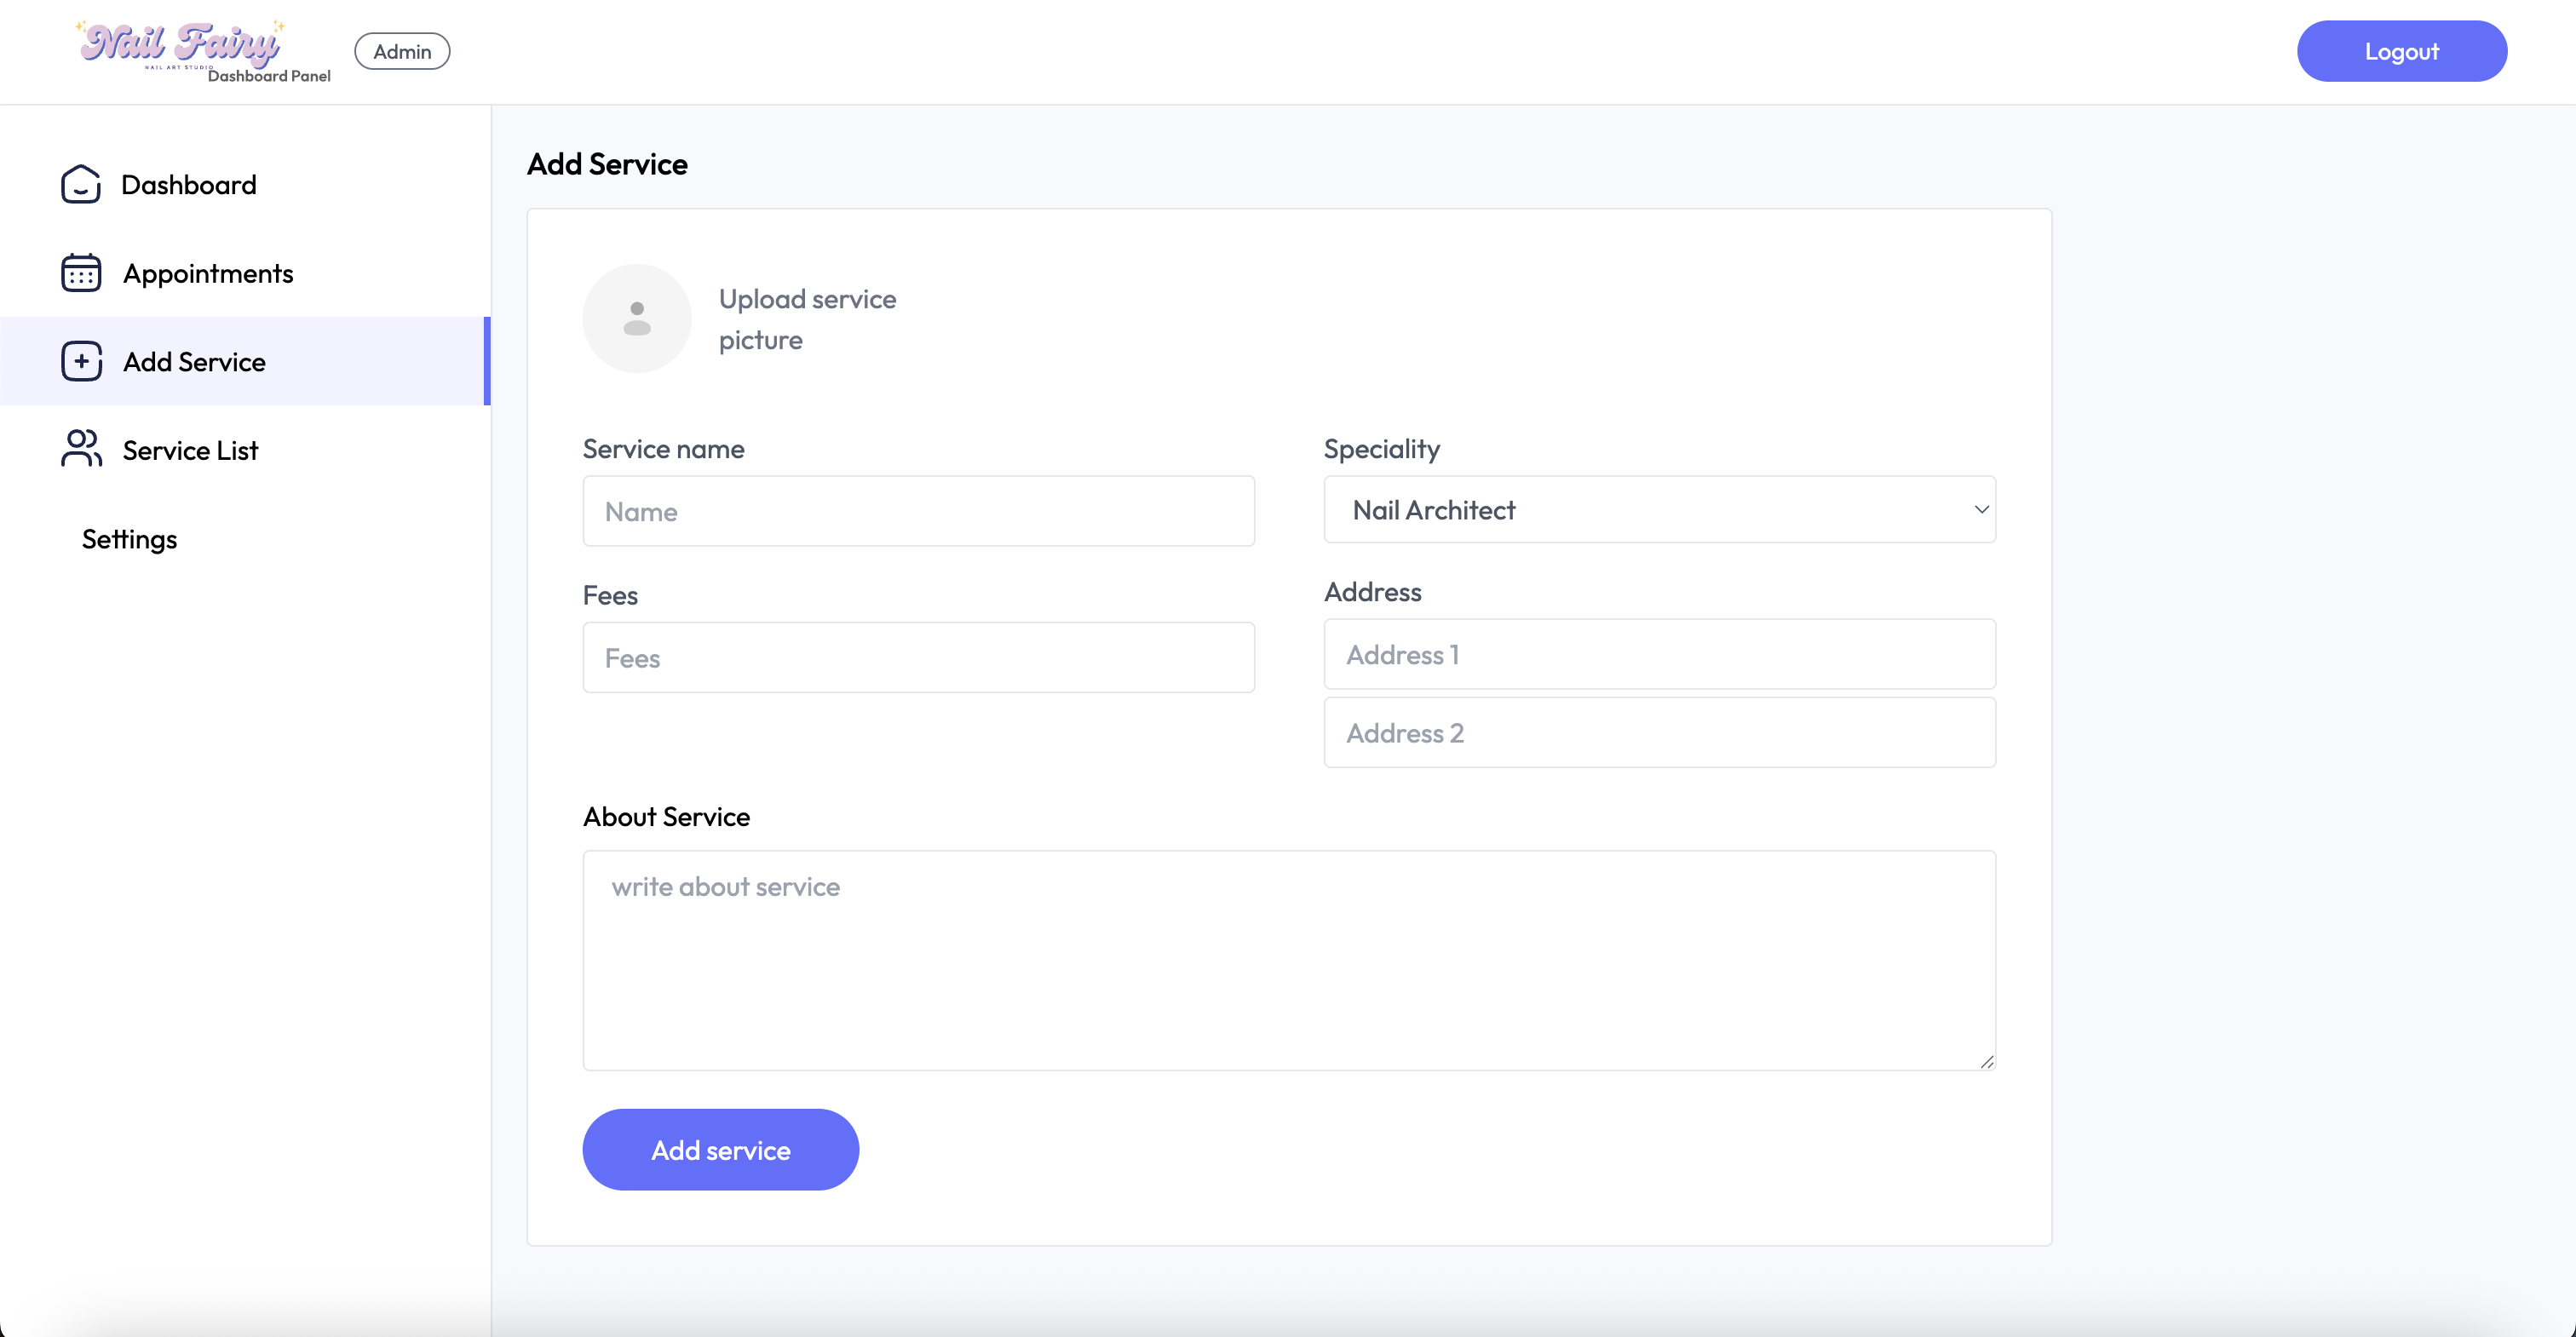 Nail Fairy
NAIL ART STUDIO
Dashboard Panel
Admin
Logout
Dashboard
Appointments
Add Service
Service List
Settings
Add Service
Upload service
picture
Service name
Name
Speciality
Nail Architect
Fees
Fees
Address
Address 1
Address 2
About Service
write about service
Add service